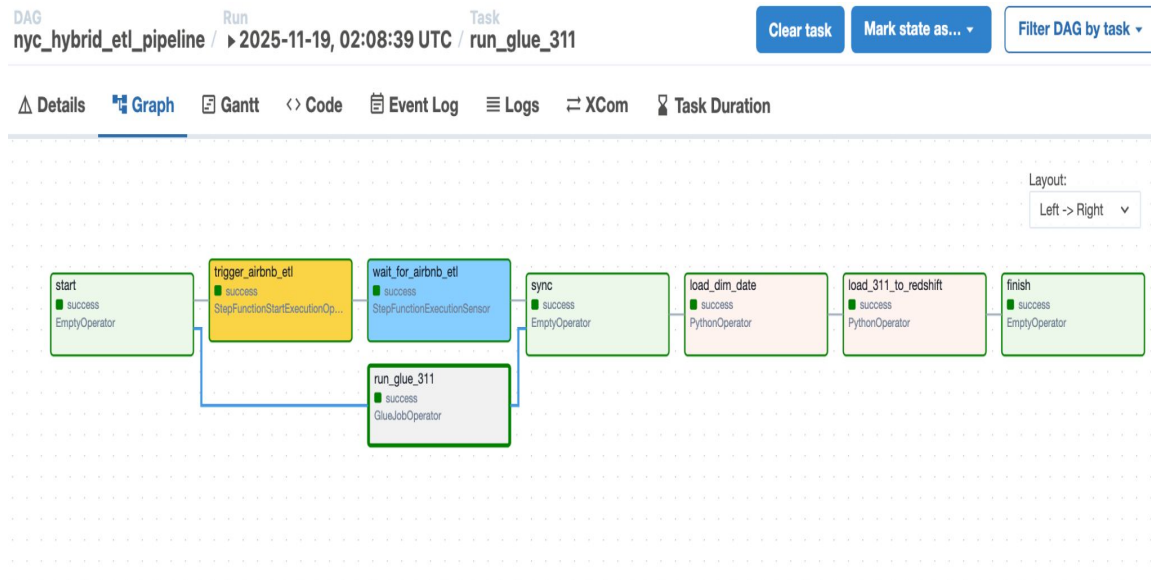 DAG Run Task
nyc_hybrid_etl_pipeline / 2025-11-19, 02:08:39 UTC / run_glue_311
Clear task
Mark state as...
Filter DAG by task
Details
Graph
Gantt
Code
Event Log
Logs
XCom
Task Duration
Layout:
Left -> Right
start
success
EmptyOperator
trigger_airbnb_etl
success
StepFunctionStartExecutionOp...
wait_for_airbnb_etl
success
StepFunctionExecutionSensor
run_glue_311
success
GlueJobOperator
sync
success
EmptyOperator
load_dim_date
success
PythonOperator
load_311_to_redshift
success
PythonOperator
finish
success
EmptyOperator